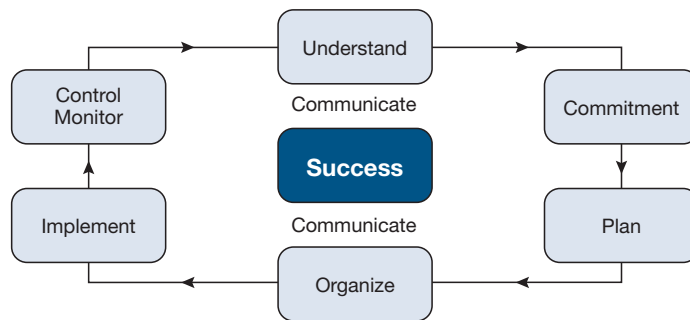 Understand
Control
Monitor
Communicate
Commitment
Success
Implement
Communicate
Plan
Organize